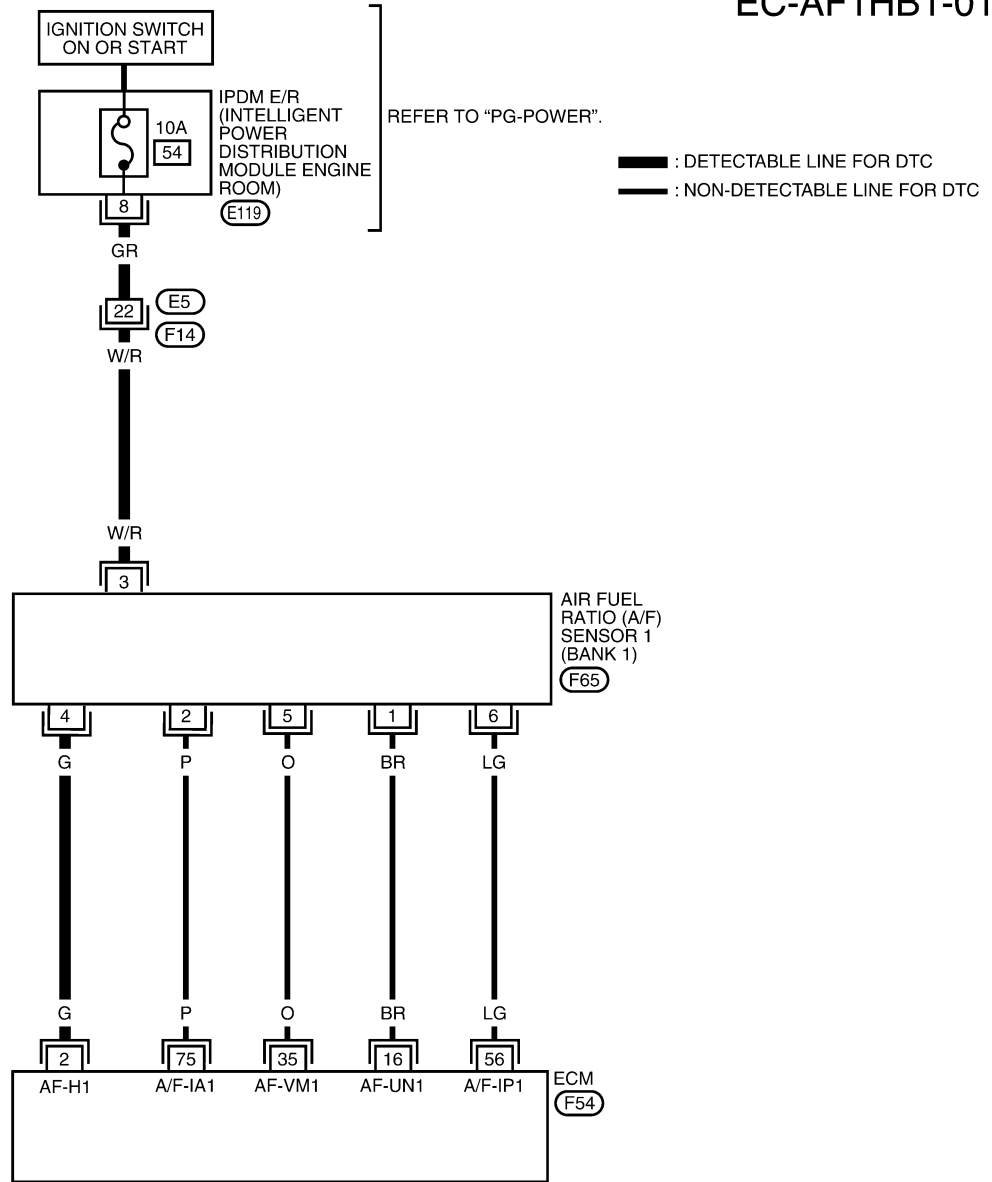 EC-AF1HB1-01
IGNITION SWITCH
ON OR START
IPDM E/R
(INTELLIGENT
POWER
DISTRIBUTION
MODULE ENGINE
ROOM)
E119
10A
54
REFER TO “PG-POWER”.
: DETECTABLE LINE FOR DTC
: NON-DETECTABLE LINE FOR DTC
8
GR
22
E5
F14
W/R
W/R
3
AIR FUEL
RATIO (A/F)
SENSOR 1
(BANK 1)
F65
4 2 5 1 6
G P O BR LG
G P O BR LG
2 75 35 16 56
AF-H1 A/F-IA1 AF-VM1 AF-UN1 A/F-IP1
ECM
F54